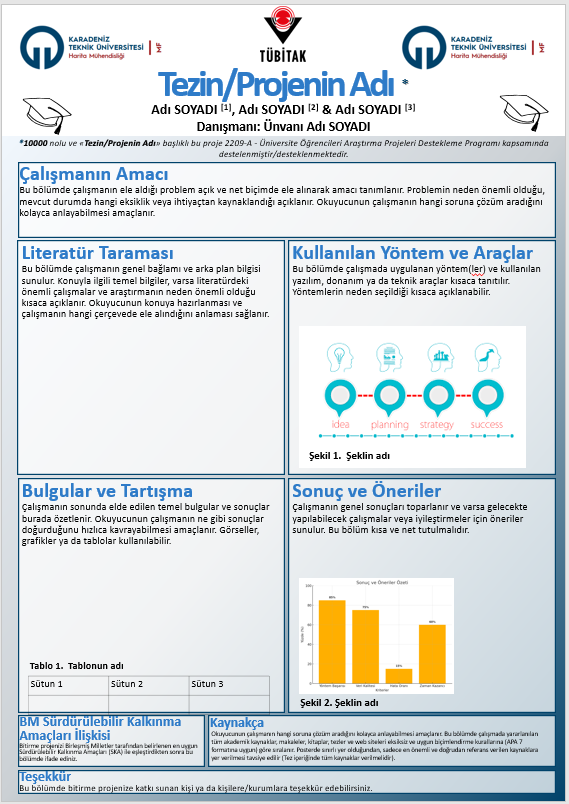 KARADENİZ
TEKNİK ÜNİVERSİTESİ
Harita Mühendisliği
TÜBİTAK
KARADENİZ
TEKNİK ÜNİVERSİTESİ
Harita Mühendisliği
Tezin/Projenin Adı *
Adı SOYADI [1], Adı SOYADI [2] & Adı SOYADI [3]
Danışmanı: Ünvanı Adı SOYADI
*10000 nolu ve «Tezin/Projenin Adı» başlıklı bu proje 2209-A - Üniversite Öğrencileri Araştırma Projeleri Destekleme Programı kapsamında
destelenmiştir/desteklenmektedir.
Çalışmanın Amacı
Bu bölümde çalışmanın ele aldığı problem açık ve net biçimde ele alınarak amacı tanımlanır. Problemin neden önemli olduğu,
mevcut durumda hangi eksiklik veya ihtiyaçtan kaynaklandığı açıklanır. Okuyucunun hangi soruna çözüm aradığını
kolayca anlayabilmesi amaçlanır.
Literatür Taraması
Bu bölümde çalışmanın genel bağlamı ve arka plan bilgisi
sunulur. Konuyla ilgili temel bilgiler, varsa literatürdeki
önemli çalışmalar ve araştırmanın neden önemli olduğu
kısaca açıklanır. Okuyucunun konuya hazırlanması ve
çalışmanın hangi çerçevede ele alındığını anlaması sağlanır.
Kullanılan Yöntem ve Araçlar
Bu bölümde çalışmada uygulanan yöntem(ler) ve kullanılan
yazılım, donanım ya da teknik araçlar kısaca tanıtılır.
Yöntemlerin neden seçildiği kısaca açıklanabilir.
idea planning strategy success
Şekil 1. Şeklin adı
Bulgular ve Tartışma
Çalışmanın sonunda elde edilen temel bulgular ve sonuçlar
burada özetlenir. Okuyucunun çalışmanın ne gibi sonuçlar
doğurduğunu hızlıca kavrayabilmesi amaçlanır. Görseller,
grafikler ya da tablolar kullanılabilir.
Tablo 1. Tablonun adı
Sütun 1 Sütun 2 Sütun 3
Sonuç ve Öneriler
Çalışmanın genel sonuçları toparlanır ve varsa gelecekte
yapılabilecek çalışmalar veya iyileştirmeler için öneriler
sunulur. Bu bölüm kısa ve net tutulmalıdır.
Sonuç ve Öneriler Özeti
Şekil 2. Şeklin adı
BM Sürdürülebilir Kalkınma
Amaçları İlişkisi
Bitirme projenizi Birleşmiş Milletler tarafından belirlenen en uygun
Sürdürülebilir Kalkınma Amaçları (SKA) ile eşleştirdikten sonra bu
bölümde ifade ediniz.
Kaynakça
Okuyucunun çalışmanın hangi soruna çözüm aradığını anlayabilmesi amaçlanır. Bu bölümde çalışmada yararlanılan
tüm akademik kaynaklar, makaleler, kitaplar, tezler ve web siteleri eksiksiz ve uygun biçimlendirme kurallarına (APA 7
formatına uygun) göre sıralanır. Posterde sınırlı yer olduğundan, sadece en önemli ve doğrudan referans verilen kaynaklara
yer verilmesi tavsiye edilir (Tez içeriğinde tüm kaynaklar verilmelidir).
Teşekkür
Bu bölümde bitirme projenize katkı sunan kişi ya da kişilere/kurumlara teşekkür edebilirsiniz.